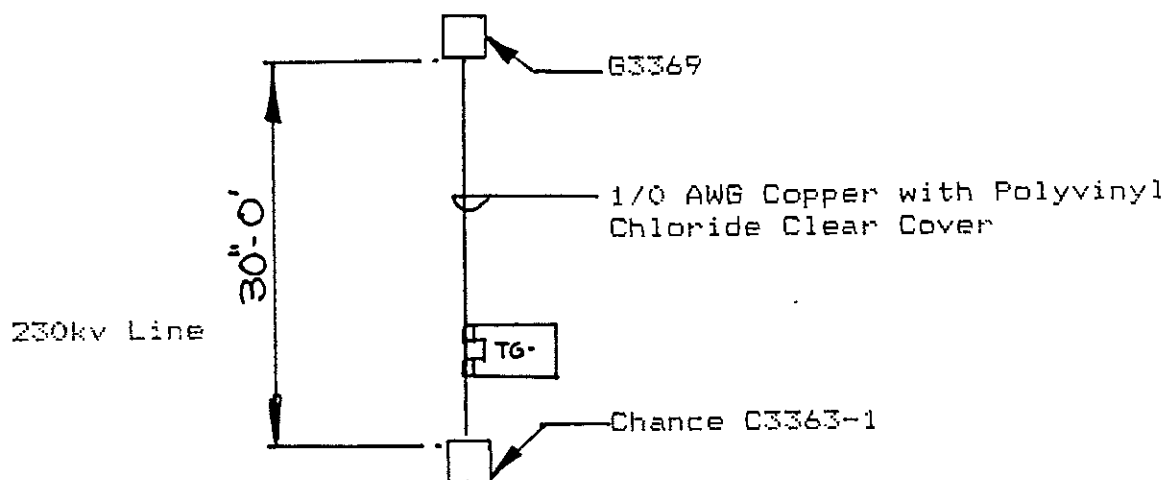 G3369
1/0 AWG Copper with Polyvinyl
Chloride Clear Cover
30"-0'
230kv Line
TG-
Chance C3363-1